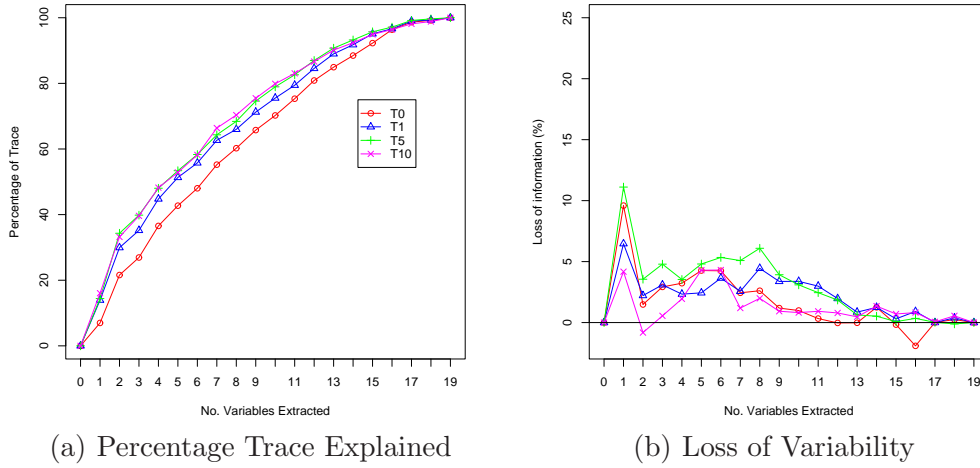 Percentage of Trace
100
80
60
40
20
0
0 1 2 3 4 5 6 7 8 9 11 13 15 17 19
No. Variables Extracted
T0
T1
T5
T10
(a) Percentage Trace Explained
Loss of information (%)
25
20
15
10
5
0
0 1 2 3 4 5 6 7 8 9 11 13 15 17 19
No. Variables Extracted
(b) Loss of Variability